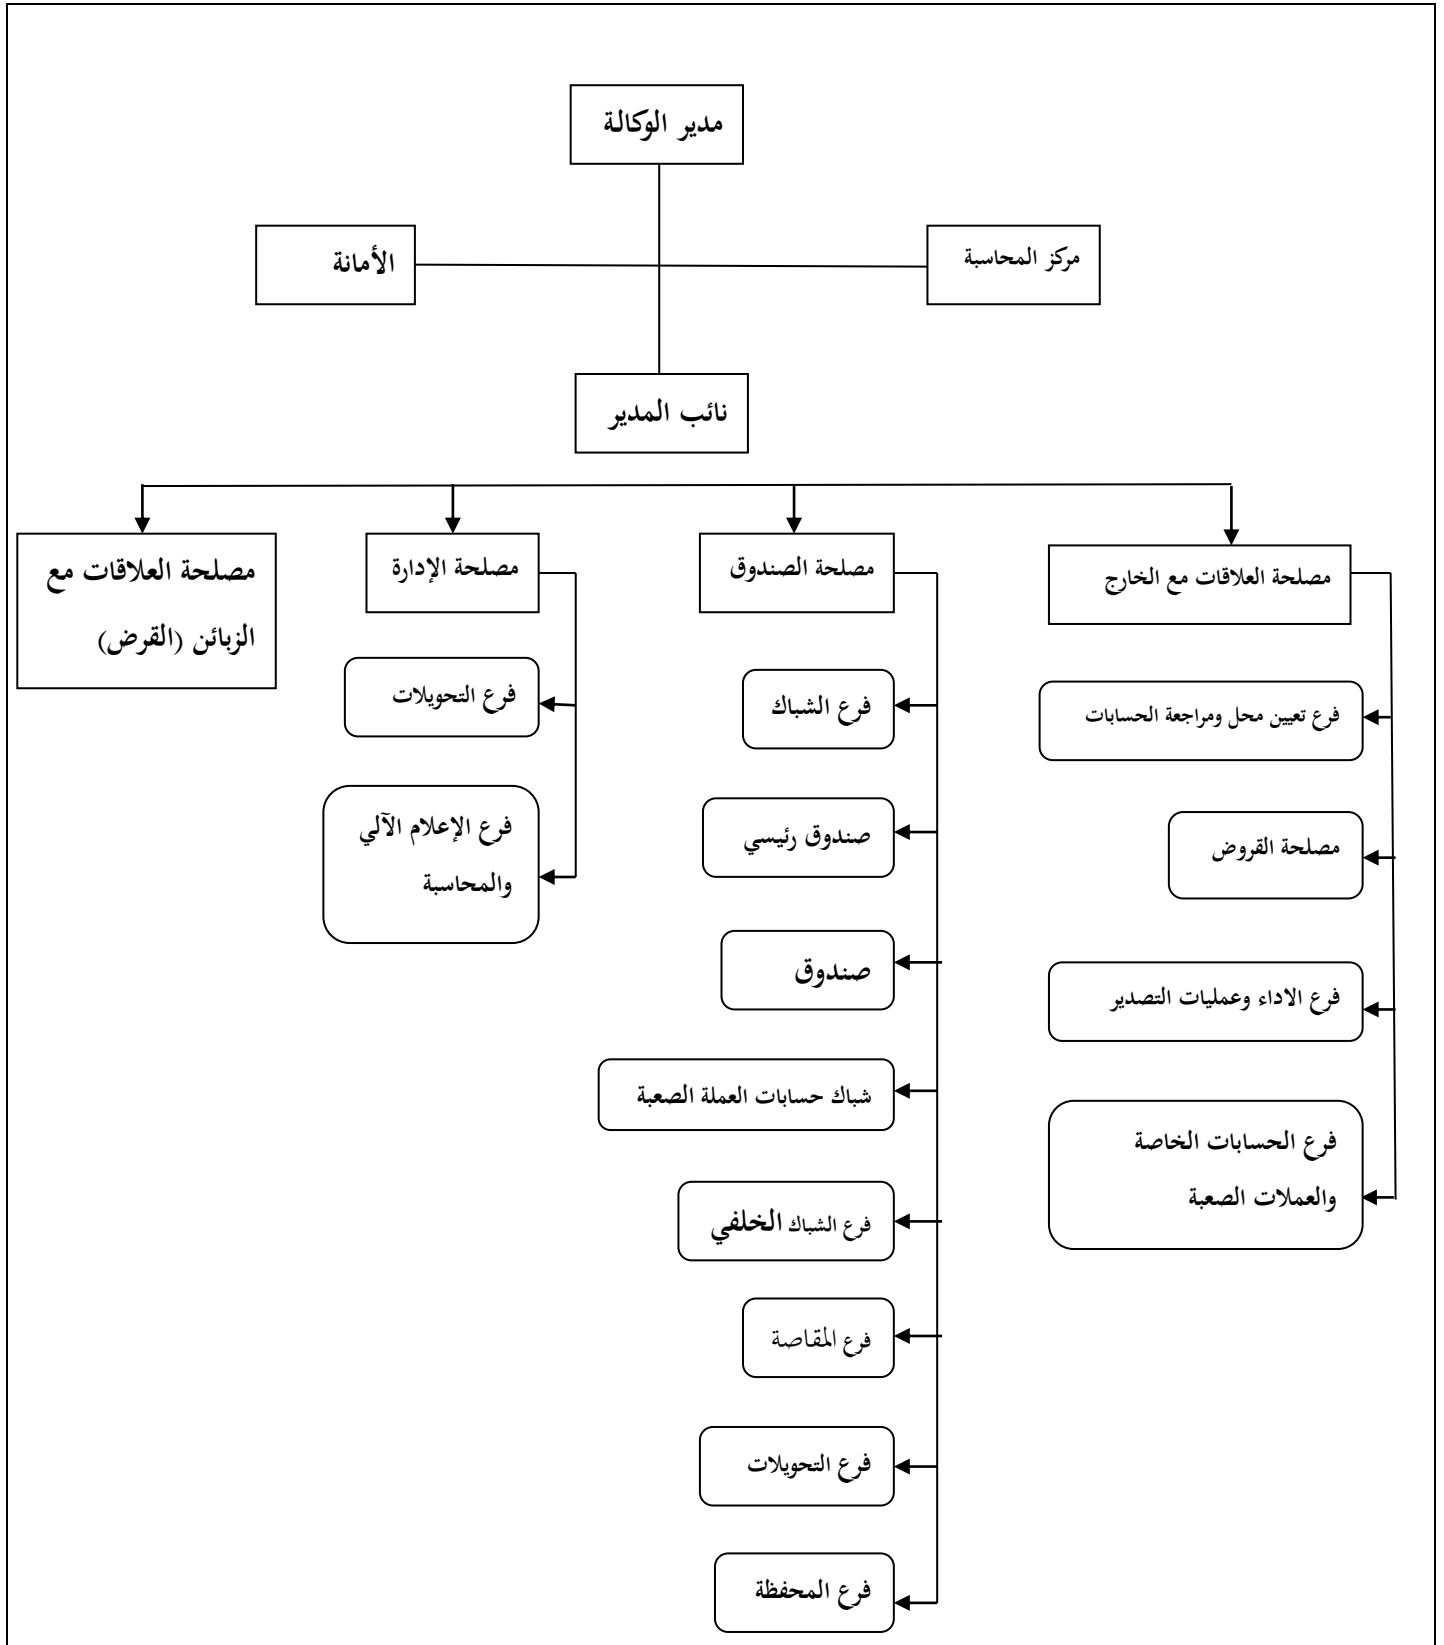 مدير الوكالة
مركز المحاسبة
الأمانة
نائب المدير
مصلحة العلاقات مع الخارج
فرع تعيين محل ومراجعة الحسابات
مصلحة القروض
فرع الاداء وعمليات التصدير
فرع الحسابات الخاصة
والعملات الصعبة
مصلحة الصندوق
فرع الشباك
صندوق رئيسي
صندوق
شباك حسابات العملة الصعبة
فرع الشباك الخلفي
فرع المقاصة
فرع التحويلات
فرع المحفظة
مصلحة الإدارة
فرع التحويلات
فرع الإعلام الآلي
والمحاسبة
مصلحة العلاقات مع
الزبائن (القرض)